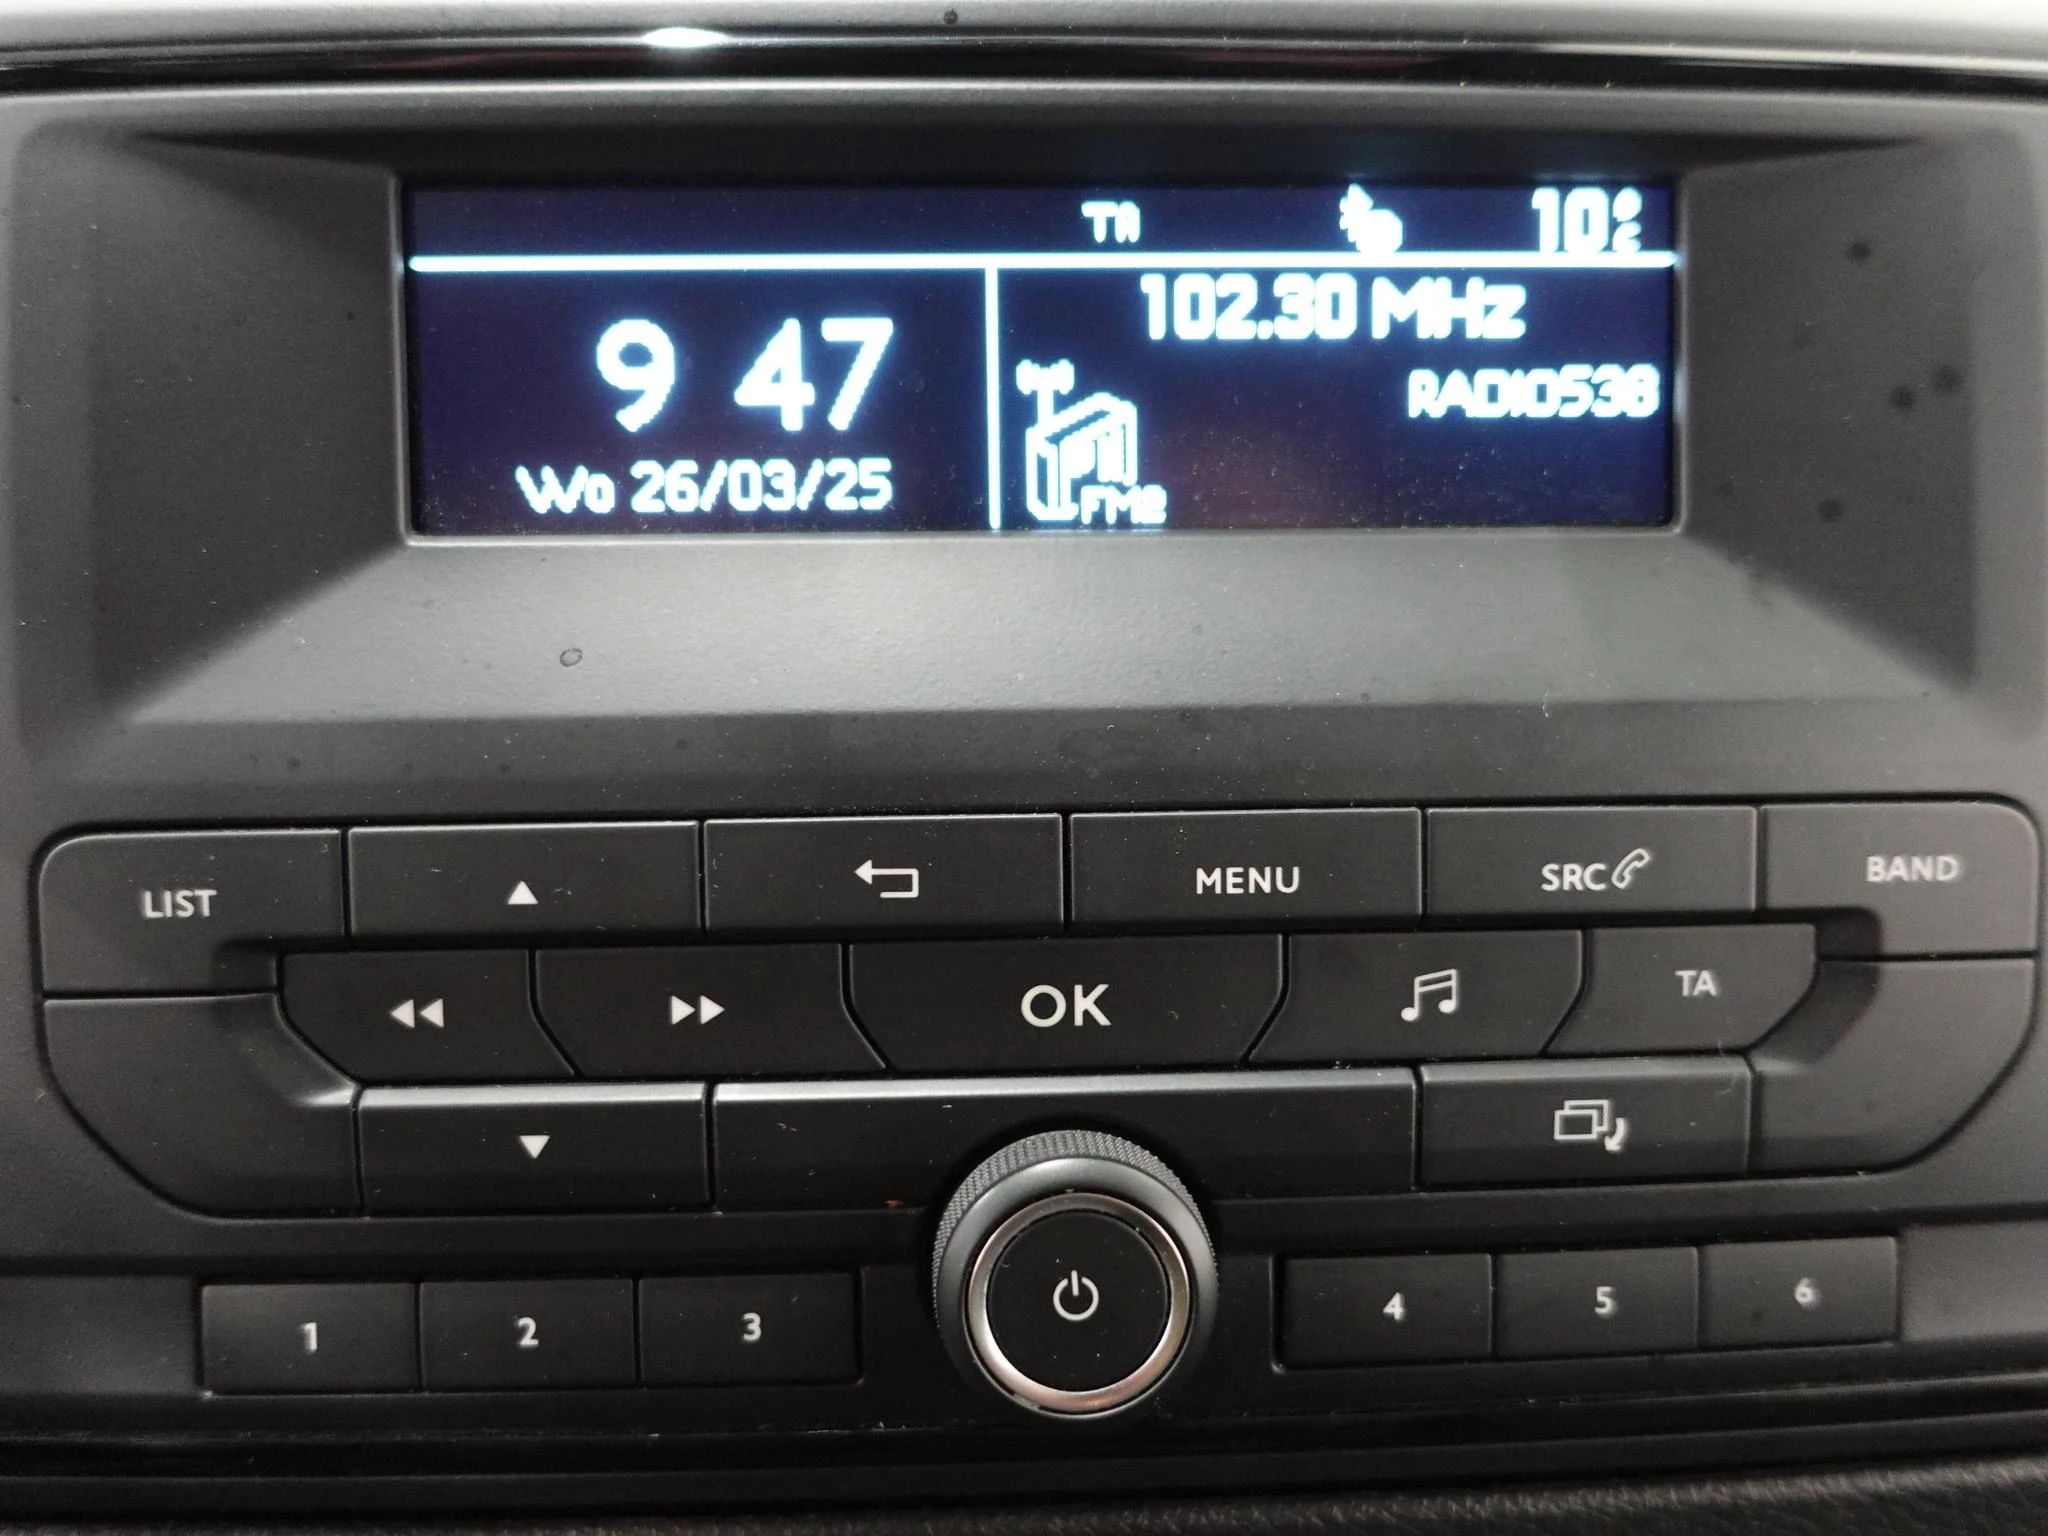 TA 10°C
9 47
Wo 26/03/25
102.30 MHz
RADIO538
FM2
LIST
MENU
SRC
BAND
OK
TA
1 2 3 4 5 6